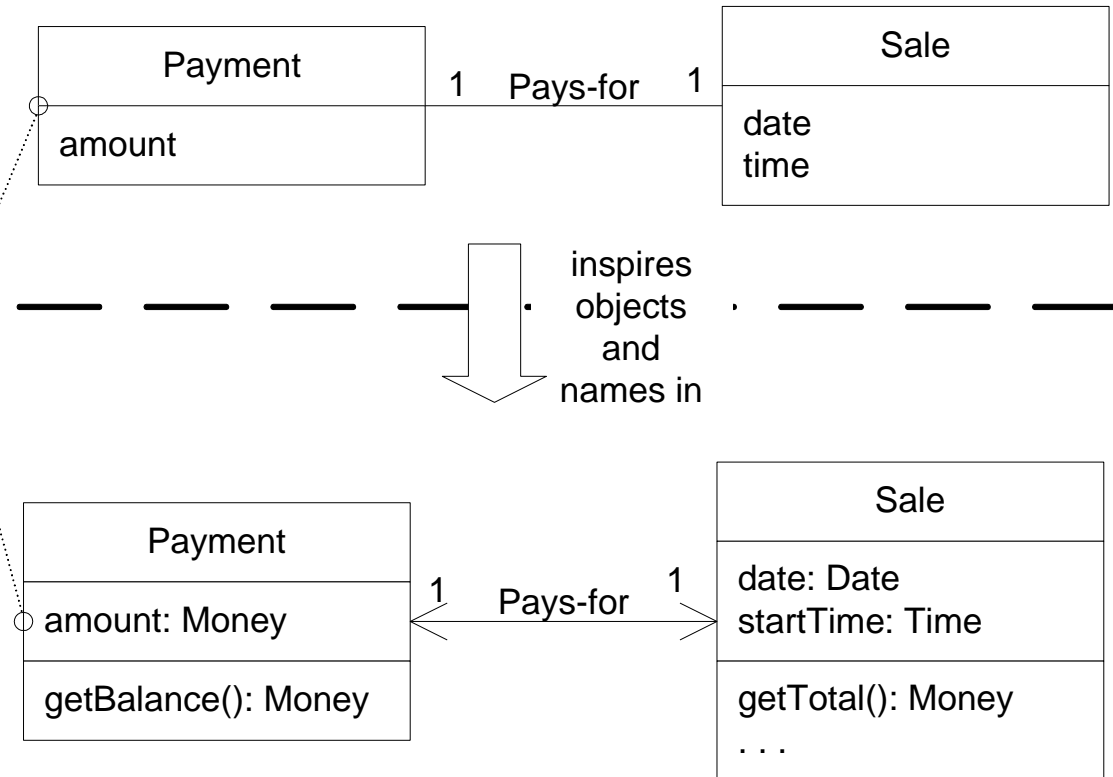 Payment
amount
1 Pays-for 1
Sale
date
time
inspires
objects
and
names in
Payment
amount: Money
getBalance(): Money
1 Pays-for 1
Sale
date: Date
startTime: Time
getTotal(): Money
. . .